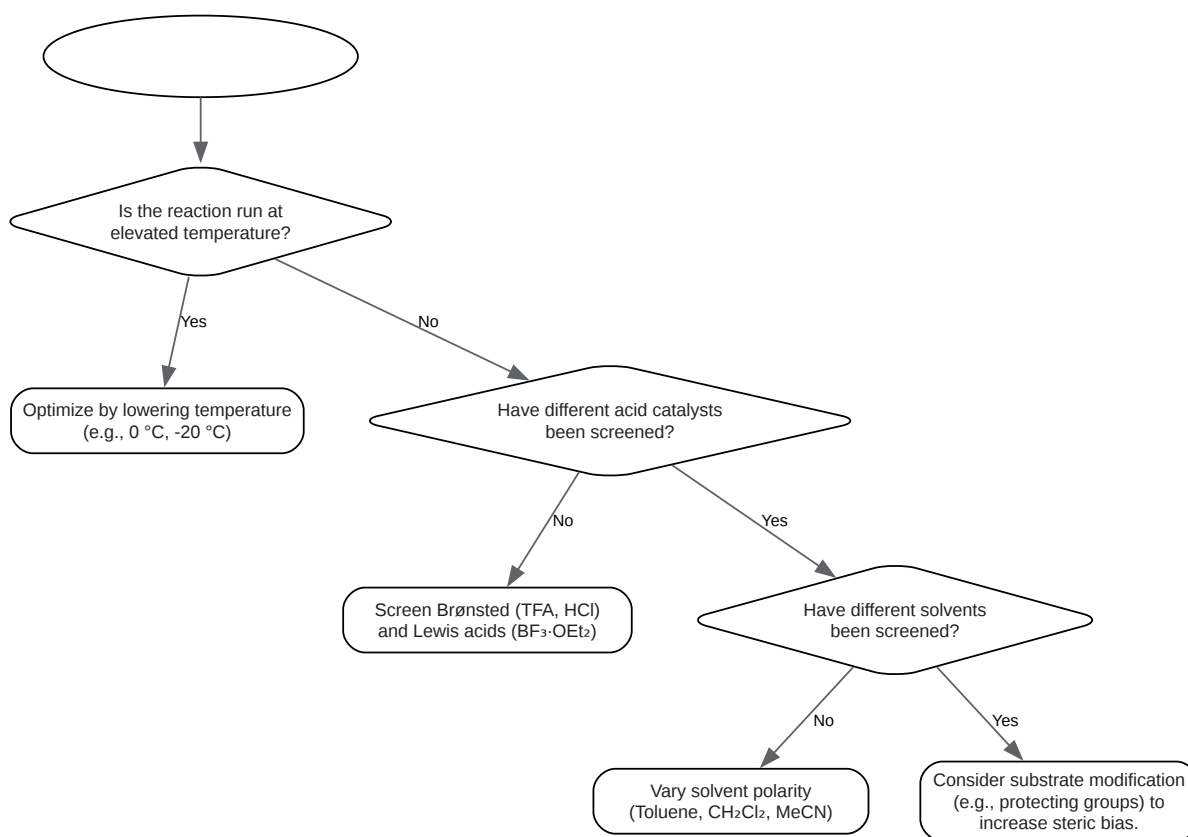 Is the reaction run at
elevated temperature?
Yes
No
Optimize by lowering temperature
(e.g., 0 °C, -20 °C)
Have different acid catalysts
been screened?
No
Yes
Screen Brønsted (TFA, HCl)
and Lewis acids (BF₃·OEt₂)
Have different solvents
been screened?
No
Yes
Vary solvent polarity
(Toluene, CH₂Cl₂, MeCN)
Consider substrate modification
(e.g., protecting groups) to
increase steric bias.